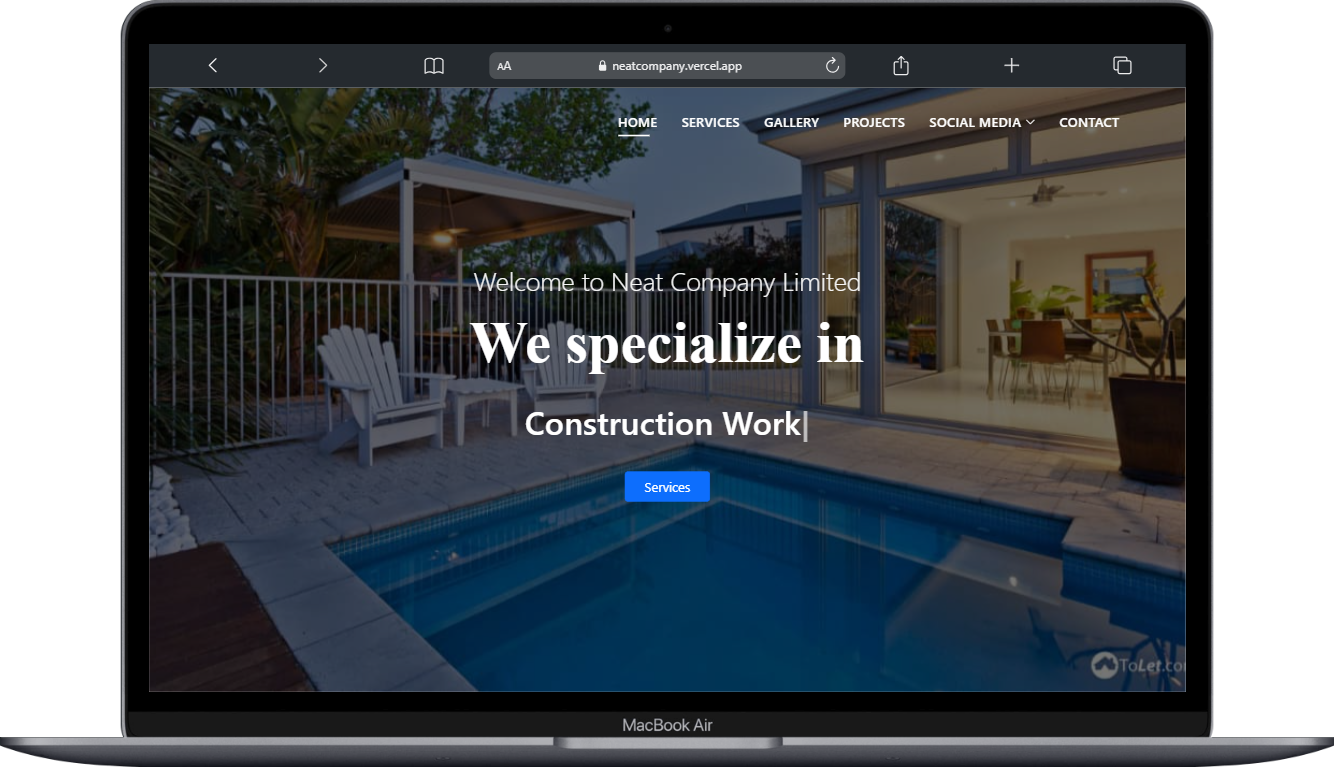 AA neatcompany.vercel.app
HOME SERVICES GALLERY PROJECTS SOCIAL MEDIA CONTACT
Welcome to Neat Company Limited
We specialize in
Construction Work
Services
ToLet.co
MacBook Air